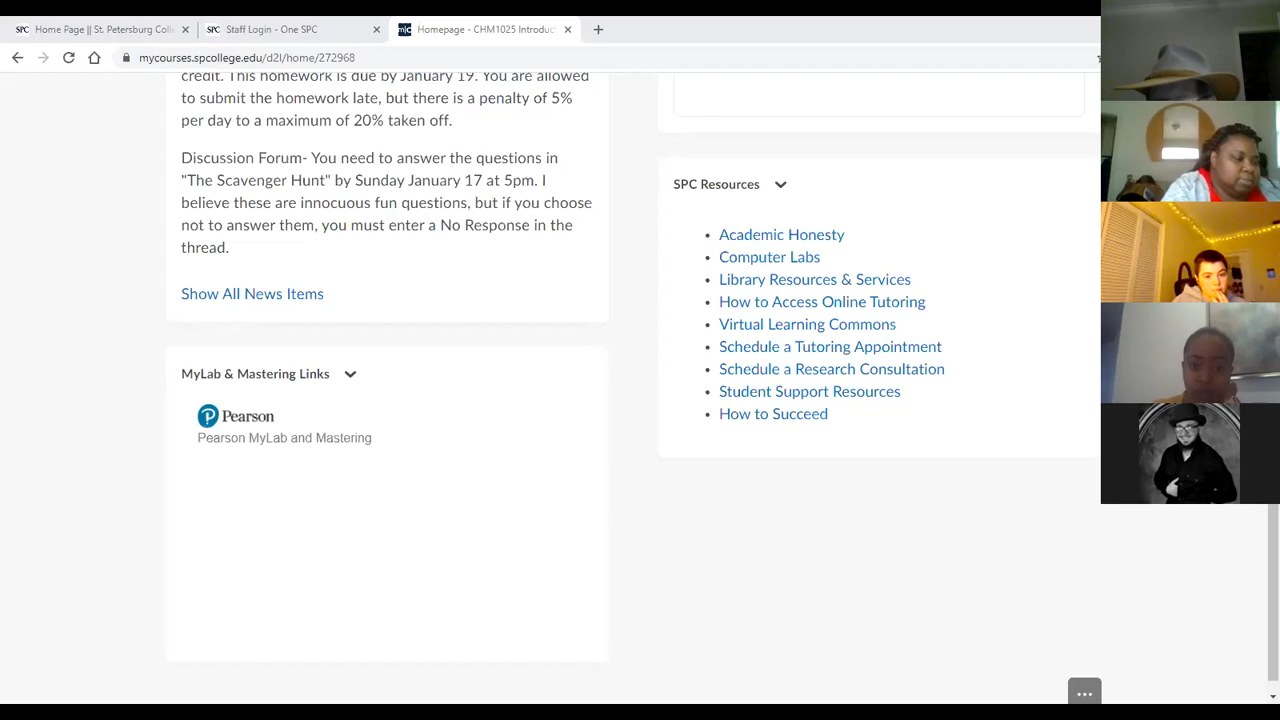 Home Page || St. Petersburg Coll
Staff Login - One SPC
mjc
Homepage - CHM1025 Introduc
mycourses.spcollege.edu/d2l/home/272968
credit. This homework is due by January 19. You are allowed
to submit the homework late, but there is a penalty of 5%
per day to a maximum of 20% taken off.
Discussion Forum- You need to answer the questions in
"The Scavenger Hunt" by Sunday January 17 at 5pm. I
believe these are innocuous fun questions, but if you choose
not to answer them, you must enter a No Response in the
thread.
Show All News Items
MyLab & Mastering Links
P Pearson
Pearson MyLab and Mastering
SPC Resources
• Academic Honesty
• Computer Labs
• Library Resources & Services
• How to Access Online Tutoring
• Virtual Learning Commons
• Schedule a Tutoring Appointment
• Schedule a Research Consultation
• Student Support Resources
• How to Succeed